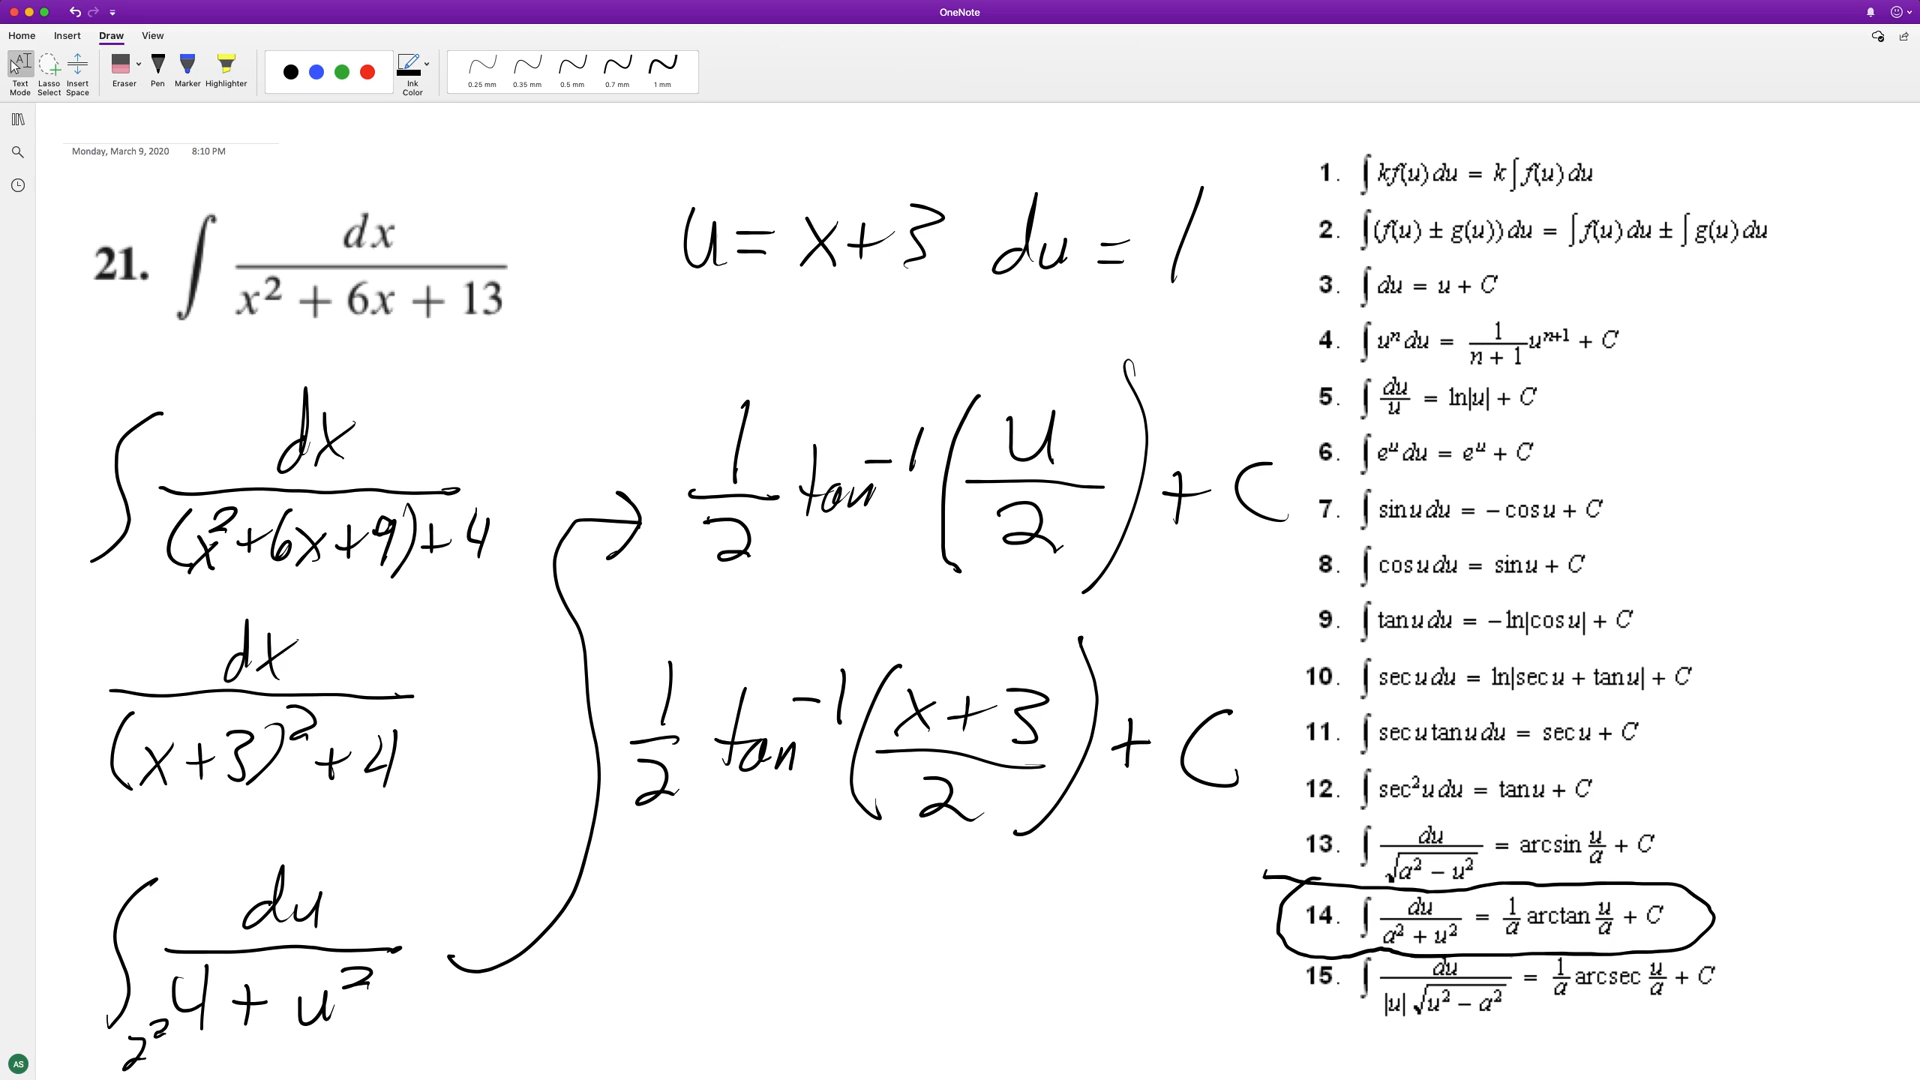 OneNote
Home Insert Draw View
Text Mode Lasso Select Insert Space Eraser Pen Marker Highlighter Ink Color 0.25 mm 0.35 mm 0.5 mm 0.7 mm 1 mm
Monday, March 9, 2020 8:10 PM
21. ∫ dx / (x² + 6x + 13)
u = x+3 du = 1
∫ dx / ((x²+6x+9)+4)
dx / ((x+3)²+4)
∫ du / (4 + u²)
2²
1/2 tan⁻¹(u/2) + C
1/2 tan⁻¹((x+3)/2) + C
1. ∫ kf(u) du = k ∫ f(u) du
2. ∫ (f(u) ± g(u)) du = ∫ f(u) du ± ∫ g(u) du
3. ∫ du = u + C
4. ∫ uⁿ du = 1/(n + 1) uⁿ⁺¹ + C
5. ∫ du/u = ln|u| + C
6. ∫ eᵘ du = eᵘ + C
7. ∫ sin u du = − cos u + C
8. ∫ cos u du = sin u + C
9. ∫ tan u du = − ln|cos u| + C
10. ∫ sec u du = ln|sec u + tan u| + C
11. ∫ sec u tan u du = sec u + C
12. ∫ sec² u du = tan u + C
13. ∫ du / √(a² − u²) = arcsin u/a + C
14. ∫ du / (a² + u²) = 1/a arctan u/a + C
15. ∫ du / (|u| √(u² − a²)) = 1/a arcsec u/a + C
AS